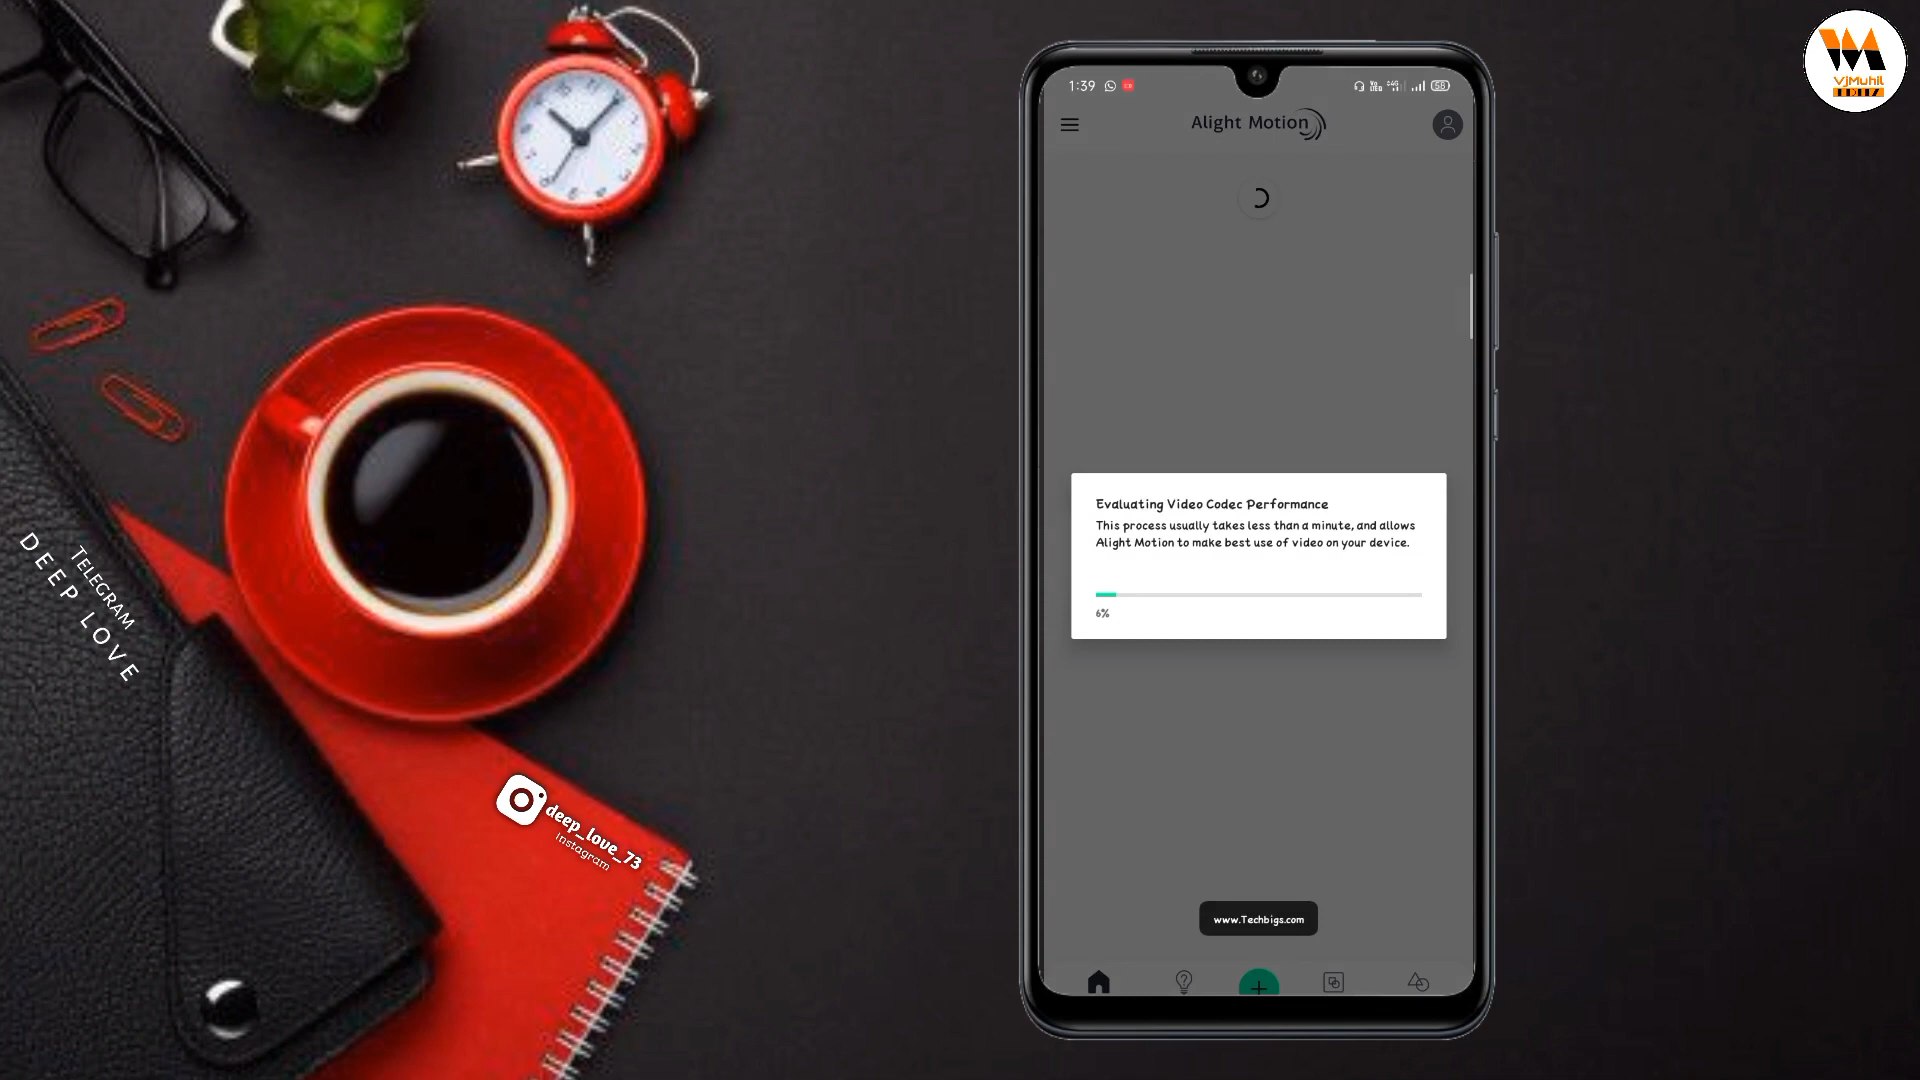 VjMuhil
EDITZ
1:39
58
Alight Motion
Evaluating Video Codec Performance
This process usually takes less than a minute, and allows
Alight Motion to make best use of video on your device.
6%
www.Techbigs.com
TELEGRAM
DEEP LOVE
deep_love_73
Instagram